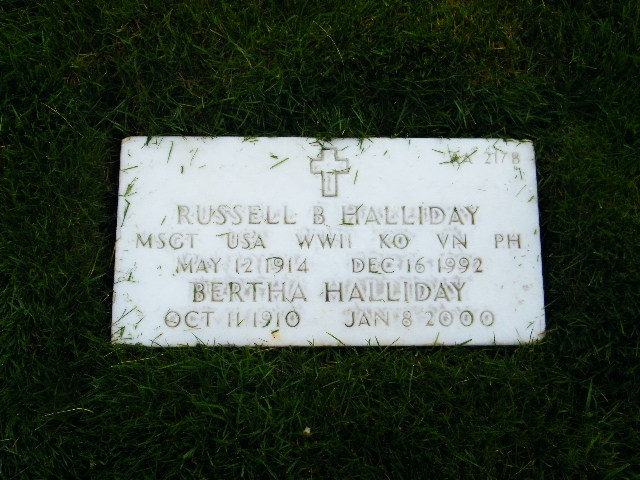 217B
RUSSELL B HALLIDAY
MSGT USA WWII KO VN PH
MAY 12 1914 DEC 16 1992
BERTHA HALLIDAY
OCT 11 1910 JAN 8 2000